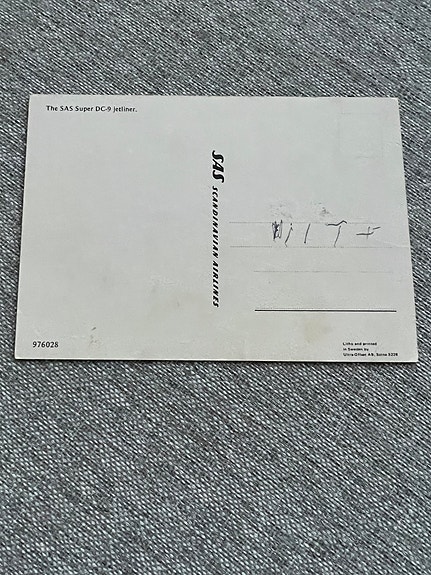 The SAS Super DC-9 jetliner.
SAS SCANDINAVIAN AIRLINES
976028
Litho and printed
in Sweden by
Ultra-Offset AB, Solna 5228